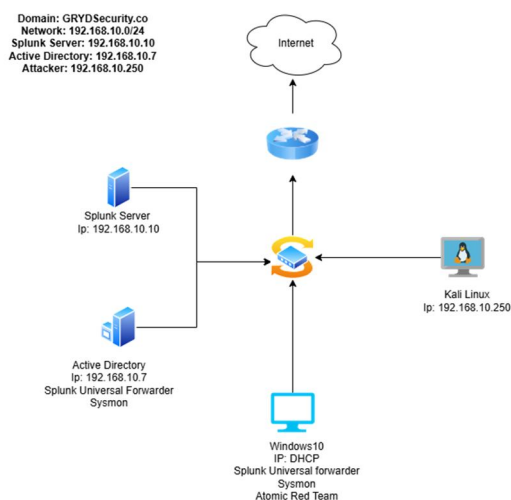 Domain: GRYDSecurity.co
Network: 192.168.10.0/24
Splunk Server: 192.168.10.10
Active Directory: 192.168.10.7
Attacker: 192.168.10.250
Internet
Splunk Server
Ip: 192.168.10.10
Kali Linux
Ip: 192.168.10.250
Active Directory
Ip: 192.168.10.7
Splunk Universal Forwarder
Sysmon
Windows10
IP: DHCP
Splunk Universal forwarder
Sysmon
Atomic Red Team